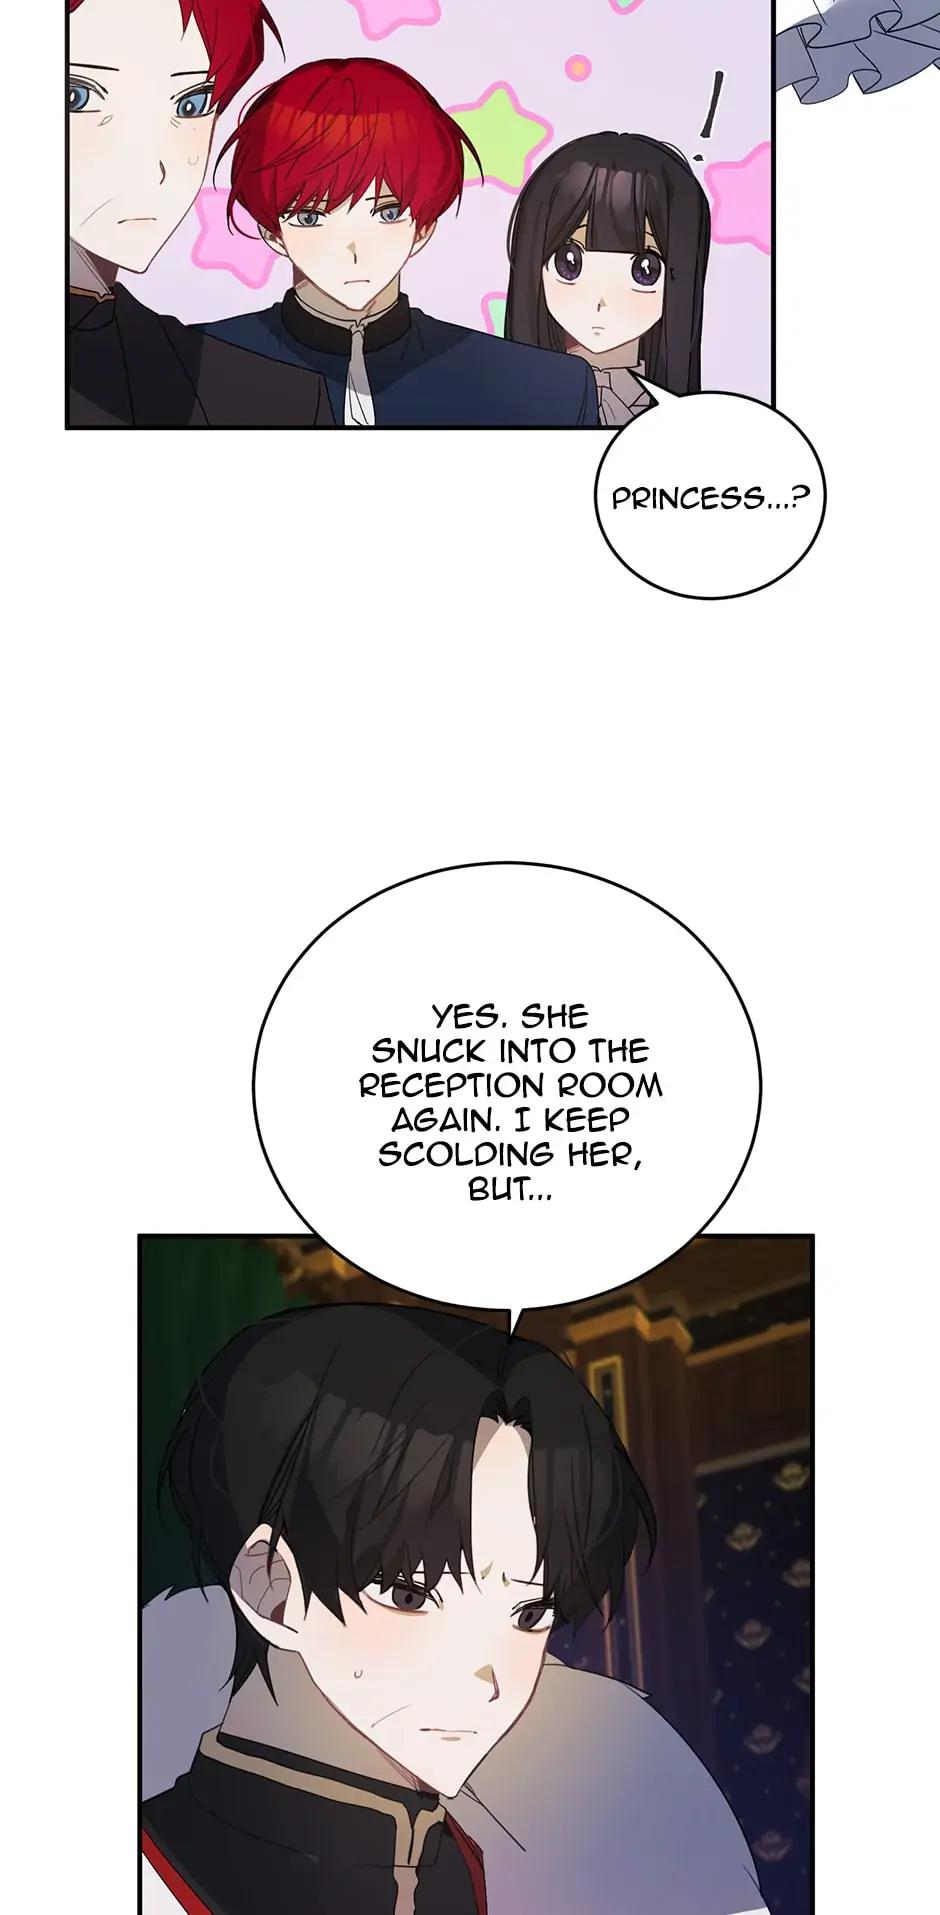 PRINCESS...?
YES. SHE
SNUCK INTO THE
RECEPTION ROOM
AGAIN. I KEEP
SCOLDING HER,
BUT...